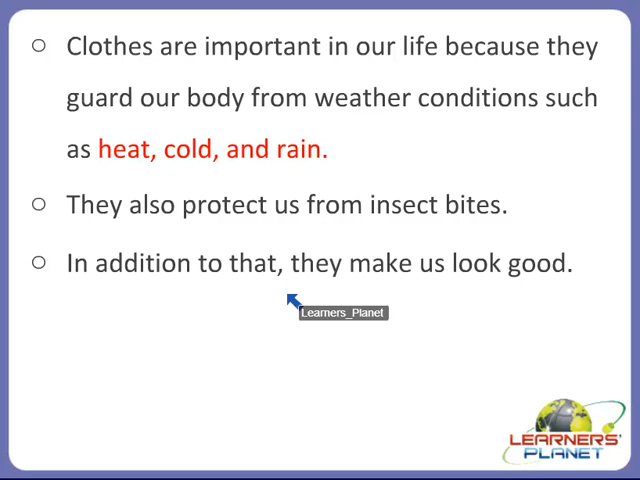 Clothes are important in our life because they
guard our body from weather conditions such
as heat, cold, and rain.
They also protect us from insect bites.
In addition to that, they make us look good.
Learners_Planet
LEARNERS'
PLANET